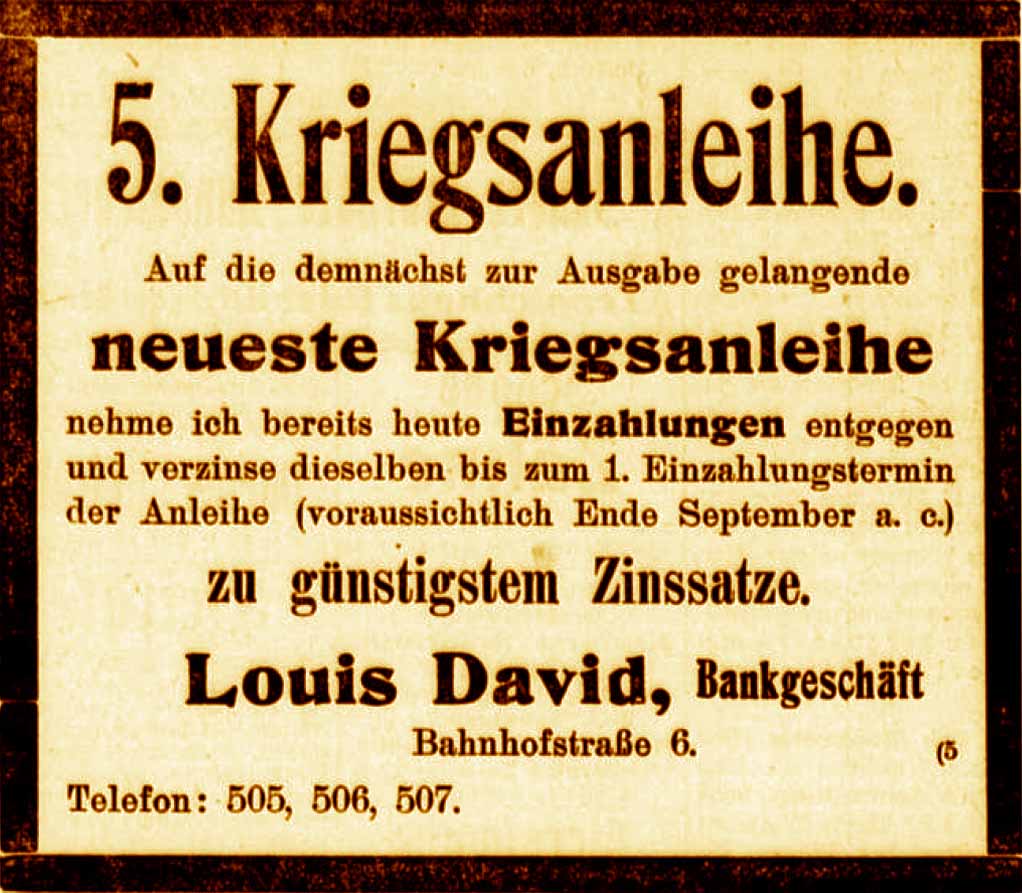 5. Kriegsanleihe.
Auf die demnächst zur Ausgabe gelangende
neueste Kriegsanleihe
nehme ich bereits heute Einzahlungen entgegen
und verzinse dieselben bis zum 1. Einzahlungstermin
der Anleihe (voraussichtlich Ende September a. c.)
zu günstigstem Zinssatze.
Louis David, Bankgeschäft
Bahnhofstraße 6. (5
Telefon: 505, 506, 507.